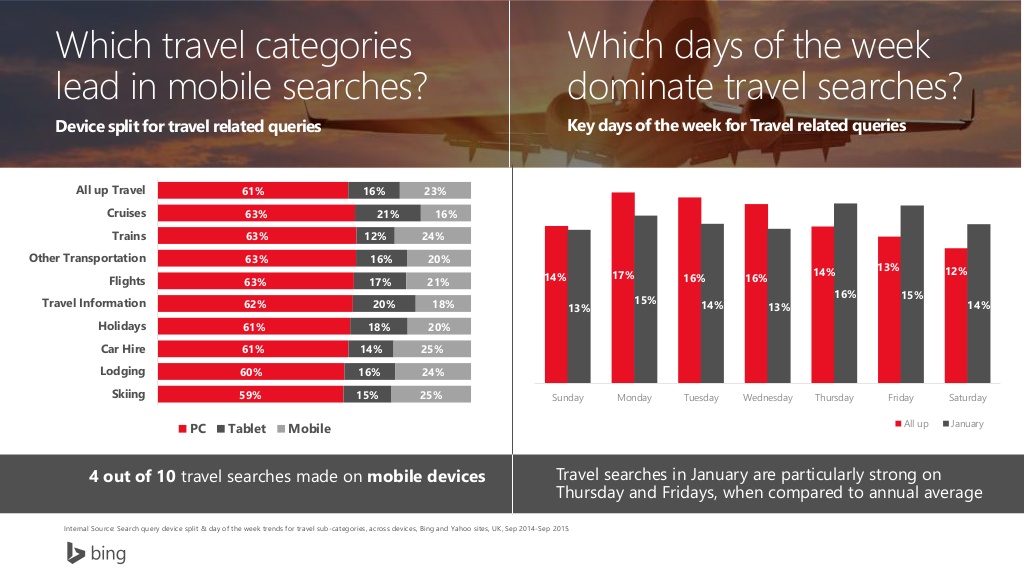 Which travel categories
lead in mobile searches?
Device split for travel related queries
All up Travel 61% 16% 23%
Cruises 63% 21% 16%
Trains 63% 12% 24%
Other Transportation 63% 16% 20%
Flights 63% 17% 21%
Travel Information 62% 20% 18%
Holidays 61% 18% 20%
Car Hire 61% 14% 25%
Lodging 60% 16% 24%
Skiing 59% 15% 25%
PC Tablet Mobile
4 out of 10 travel searches made on mobile devices
Which days of the week
dominate travel searches?
Key days of the week for Travel related queries
14% 13% 17% 15% 16% 14% 16% 13% 14% 16% 13% 15% 12% 14%
Sunday Monday Tuesday Wednesday Thursday Friday Saturday
All up January
Travel searches in January are particularly strong on
Thursday and Fridays, when compared to annual average
Internal Source: Search query device split & day of the week trends for travel sub-categories, across devices, Bing and Yahoo sites, UK, Sep 2014-Sep 2015.
bing